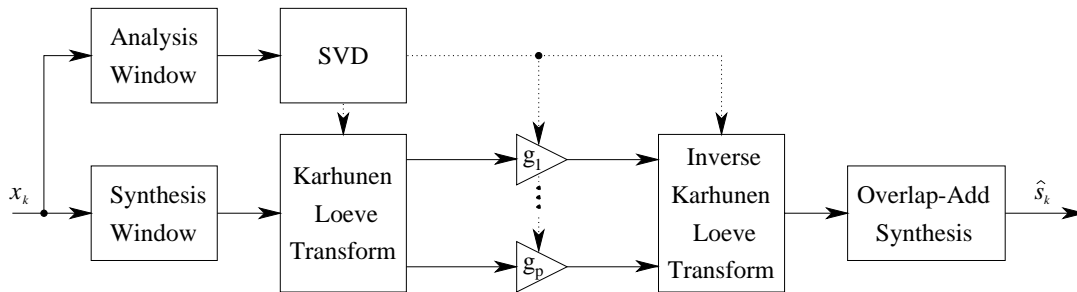 Analysis
Window
SVD
x_k
Synthesis
Window
Karhunen
Loeve
Transform
g_1
g_p
Inverse
Karhunen
Loeve
Transform
Overlap-Add
Synthesis
ŝ_k